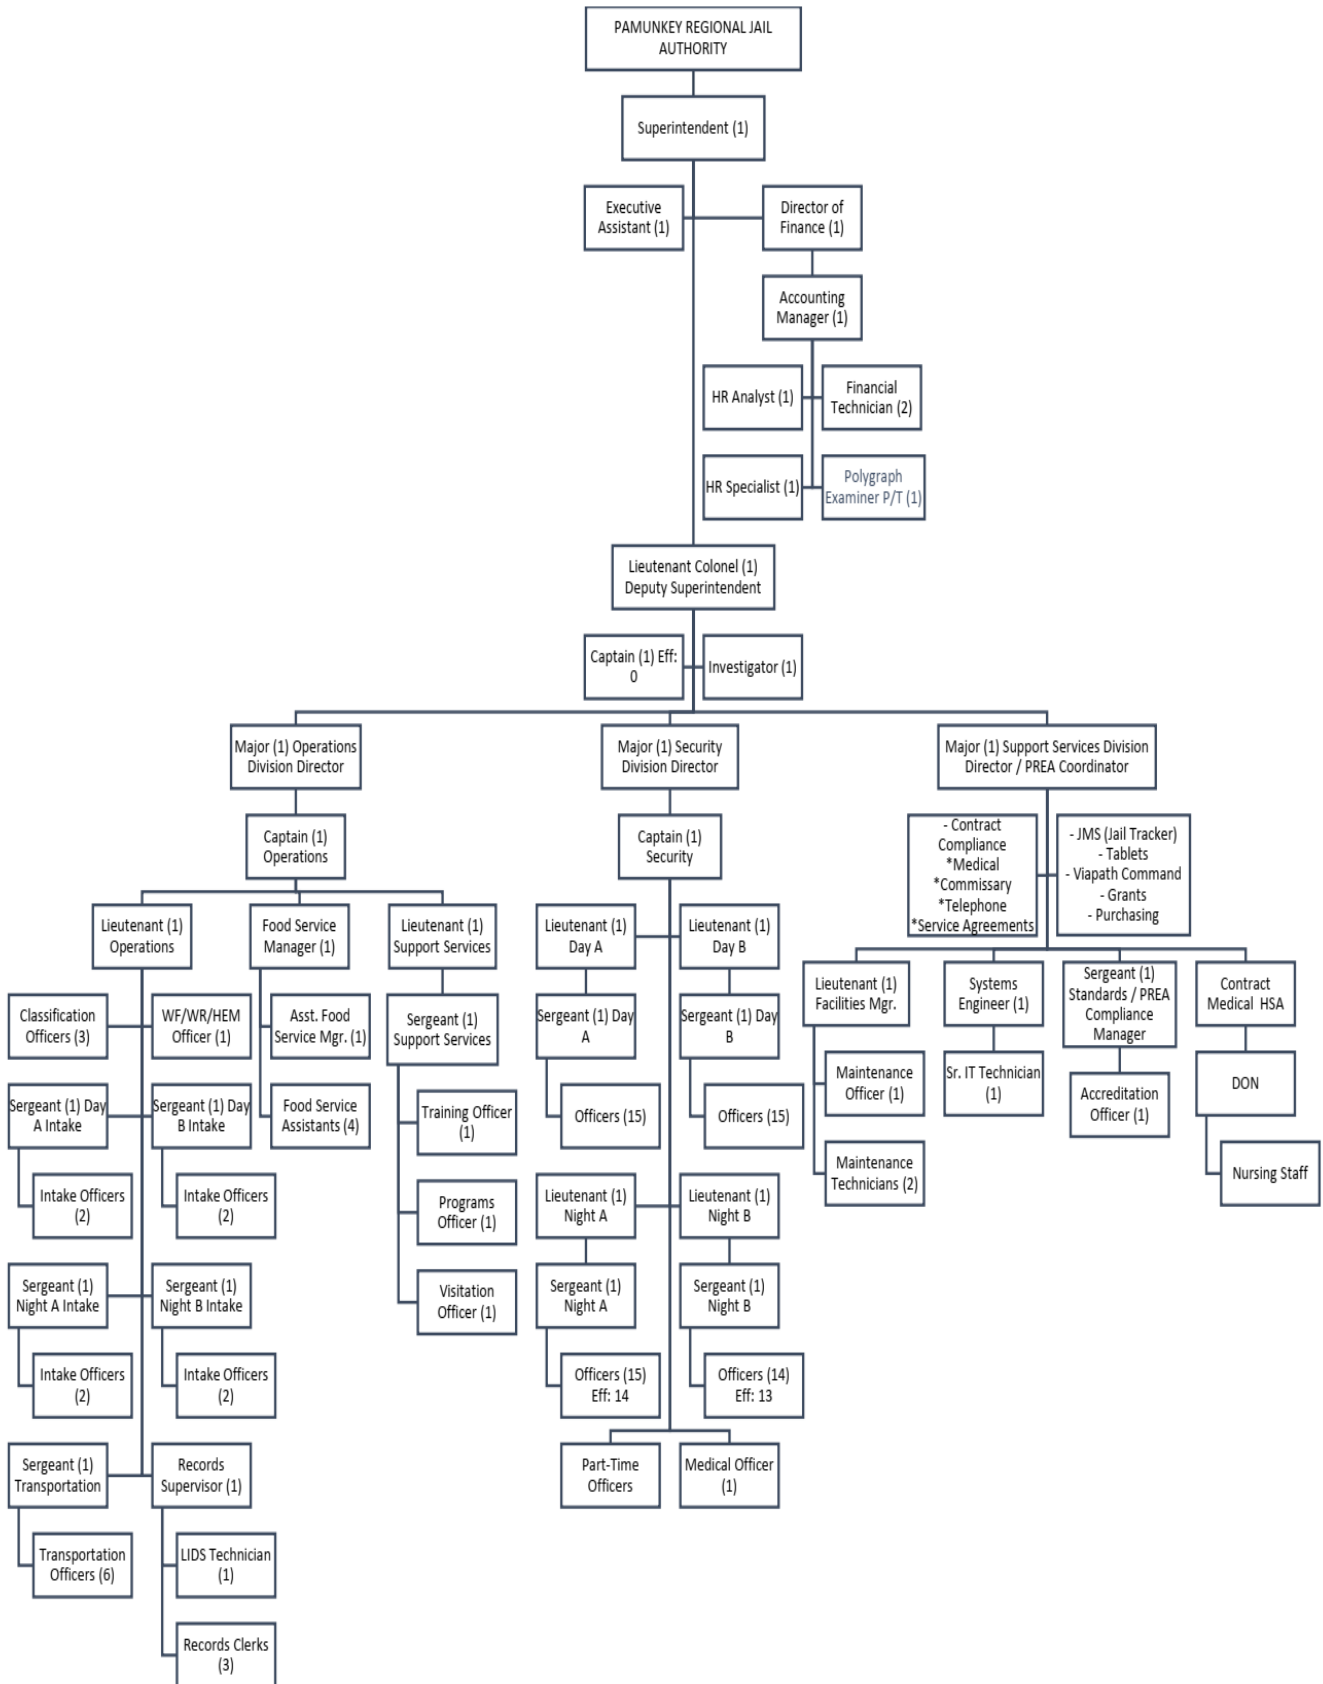 PAMUNKEY REGIONAL JAIL
AUTHORITY
Superintendent (1)
Executive
Assistant (1)
Director of
Finance (1)
Accounting
Manager (1)
HR Analyst (1)
Financial
Technician (2)
HR Specialist (1)
Polygraph
Examiner P/T (1)
Lieutenant Colonel (1)
Deputy Superintendent
Captain (1) Eff:
0
Investigator (1)
Major (1) Operations
Division Director
Major (1) Security
Division Director
Major (1) Support Services Division
Director / PREA Coordinator
Captain (1)
Operations
Captain (1)
Security
- Contract
Compliance
*Medical
*Commissary
*Telephone
*Service Agreements
- JMS (Jail Tracker)
- Tablets
- Viapath Command
- Grants
- Purchasing
Lieutenant (1)
Operations
Food Service
Manager (1)
Lieutenant (1)
Support Services
Lieutenant (1)
Day A
Lieutenant (1)
Day B
Lieutenant (1)
Facilities Mgr.
Systems
Engineer (1)
Sergeant (1)
Standards / PREA
Compliance
Manager
Contract
Medical HSA
Classification
Officers (3)
WF/WR/HEM
Officer (1)
Asst. Food
Service Mgr. (1)
Sergeant (1)
Support Services
Sergeant (1) Day
A
Sergeant (1) Day
B
Maintenance
Officer (1)
Sr. IT Technician
(1)
Accreditation
Officer (1)
DON
Sergeant (1) Day
A Intake
Sergeant (1) Day
B Intake
Food Service
Assistants (4)
Training Officer
(1)
Officers (15)
Officers (15)
Maintenance
Technicians (2)
Nursing Staff
Intake Officers
(2)
Intake Officers
(2)
Programs
Officer (1)
Lieutenant (1)
Night A
Lieutenant (1)
Night B
Sergeant (1)
Night A Intake
Sergeant (1)
Night B Intake
Visitation
Officer (1)
Sergeant (1)
Night A
Sergeant (1)
Night B
Intake Officers
(2)
Intake Officers
(2)
Officers (15)
Eff: 14
Officers (14)
Eff: 13
Sergeant (1)
Transportation
Records
Supervisor (1)
Part-Time
Officers
Medical Officer
(1)
Transportation
Officers (6)
LIDS Technician
(1)
Records Clerks
(3)